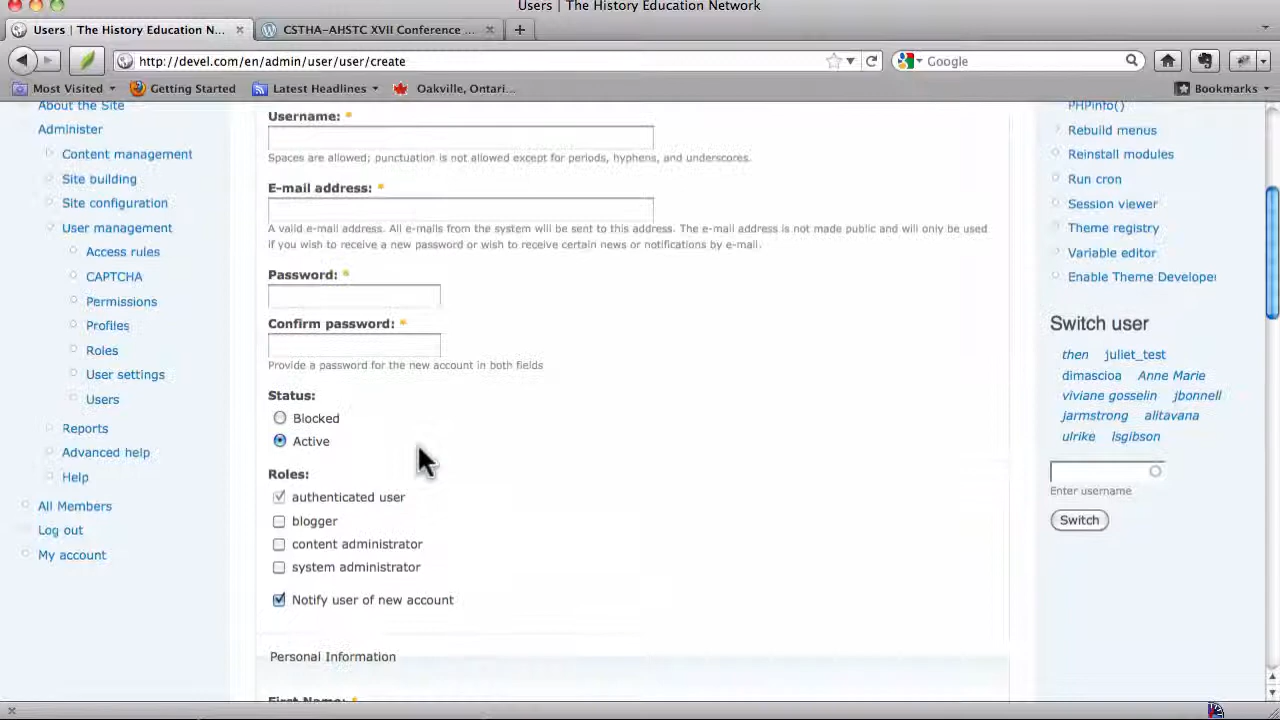 Users | The History Education Network
Users | The History Education N...
CSTHA-AHSTC XVII Conference ...
http://devel.com/en/admin/user/user/create
Google
Most Visited
Getting Started
Latest Headlines
Oakville, Ontari...
Bookmarks
About the Site
Administer
Content management
Site building
Site configuration
User management
Access rules
CAPTCHA
Permissions
Profiles
Roles
User settings
Users
Reports
Advanced help
Help
All Members
Log out
My account
Username: *
Spaces are allowed; punctuation is not allowed except for periods, hyphens, and underscores.
E-mail address: *
A valid e-mail address. All e-mails from the system will be sent to this address. The e-mail address is not made public and will only be used
if you wish to receive a new password or wish to receive certain news or notifications by e-mail.
Password: *
Confirm password: *
Provide a password for the new account in both fields
Status:
Blocked
Active
Roles:
authenticated user
blogger
content administrator
system administrator
Notify user of new account
Personal Information
First Name: *
PHPinfo()
Rebuild menus
Reinstall modules
Run cron
Session viewer
Theme registry
Variable editor
Enable Theme Developer
Switch user
then juliet_test
dimascioa Anne Marie
viviane gosselin jbonnell
jarmstrong alitavana
ulrike lsgibson
Enter username
Switch